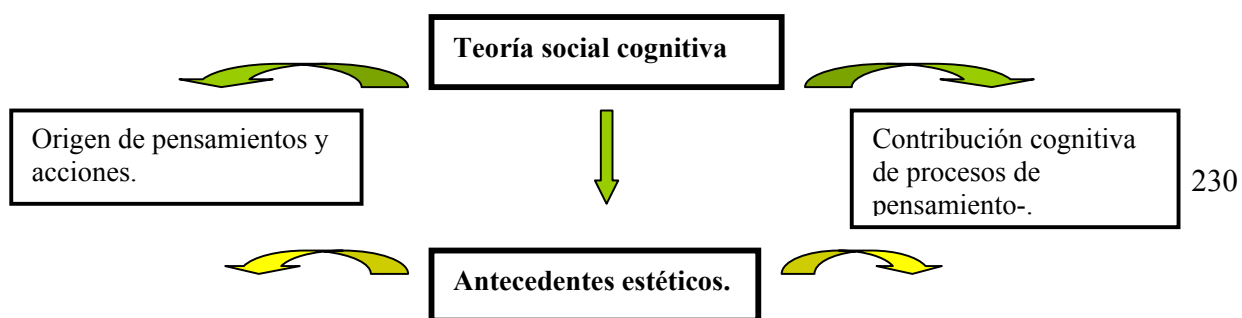 Teoría social cognitiva
Origen de pensamientos y
acciones.
Contribución cognitiva
de procesos de
pensamiento-.
230
Antecedentes estéticos.